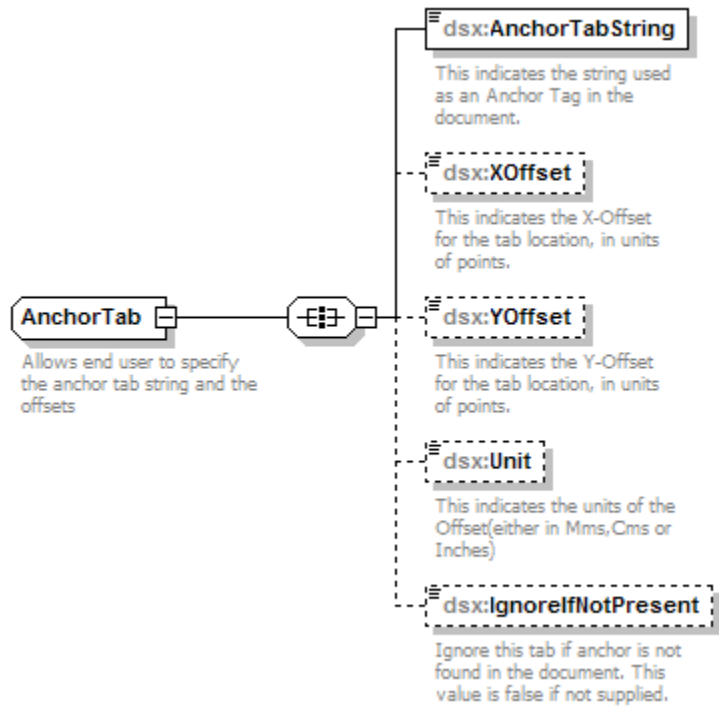 dsx:AnchorTabString
This indicates the string used
as an Anchor Tag in the
document.
dsx:XOffset
This indicates the X-Offset
for the tab location, in units
of points.
AnchorTab
Allows end user to specify
the anchor tab string and the
offsets
dsx:YOffset
This indicates the Y-Offset
for the tab location, in units
of points.
dsx:Unit
This indicates the units of the
Offset(either in Mms,Cms or
Inches)
dsx:IgnoreIfNotPresent
Ignore this tab if anchor is not
found in the document. This
value is false if not supplied.